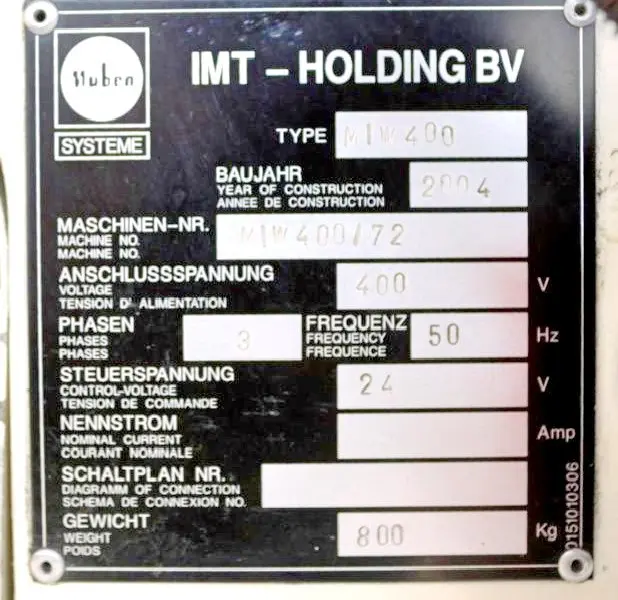 Nuben
SYSTEME
IMT – HOLDING BV
TYPE MIW400
BAUJAHR
YEAR OF CONSTRUCTION 2004
ANNEE DE CONSTRUCTION
MASCHINEN–NR. MIW400/72
MACHINE NO.
MACHINE NO.
ANSCHLUSSSPANNUNG
VOLTAGE 400 V
TENSION D' ALIMENTATION
PHASEN FREQUENZ
PHASES 3 FREQUENCY 50 Hz
PHASES FREQUENCE
STEUERSPANNUNG
CONTROL-VOLTAGE 24 V
TENSION DE COMMANDE
NENNSTROM
NOMINAL CURRENT Amp
COURANT NOMINALE
SCHALTPLAN NR.
DIAGRAMM OF CONNECTION
SCHEMA DE CONNEXION NO.
GEWICHT
WEIGHT 800 Kg
POIDS
0151010306